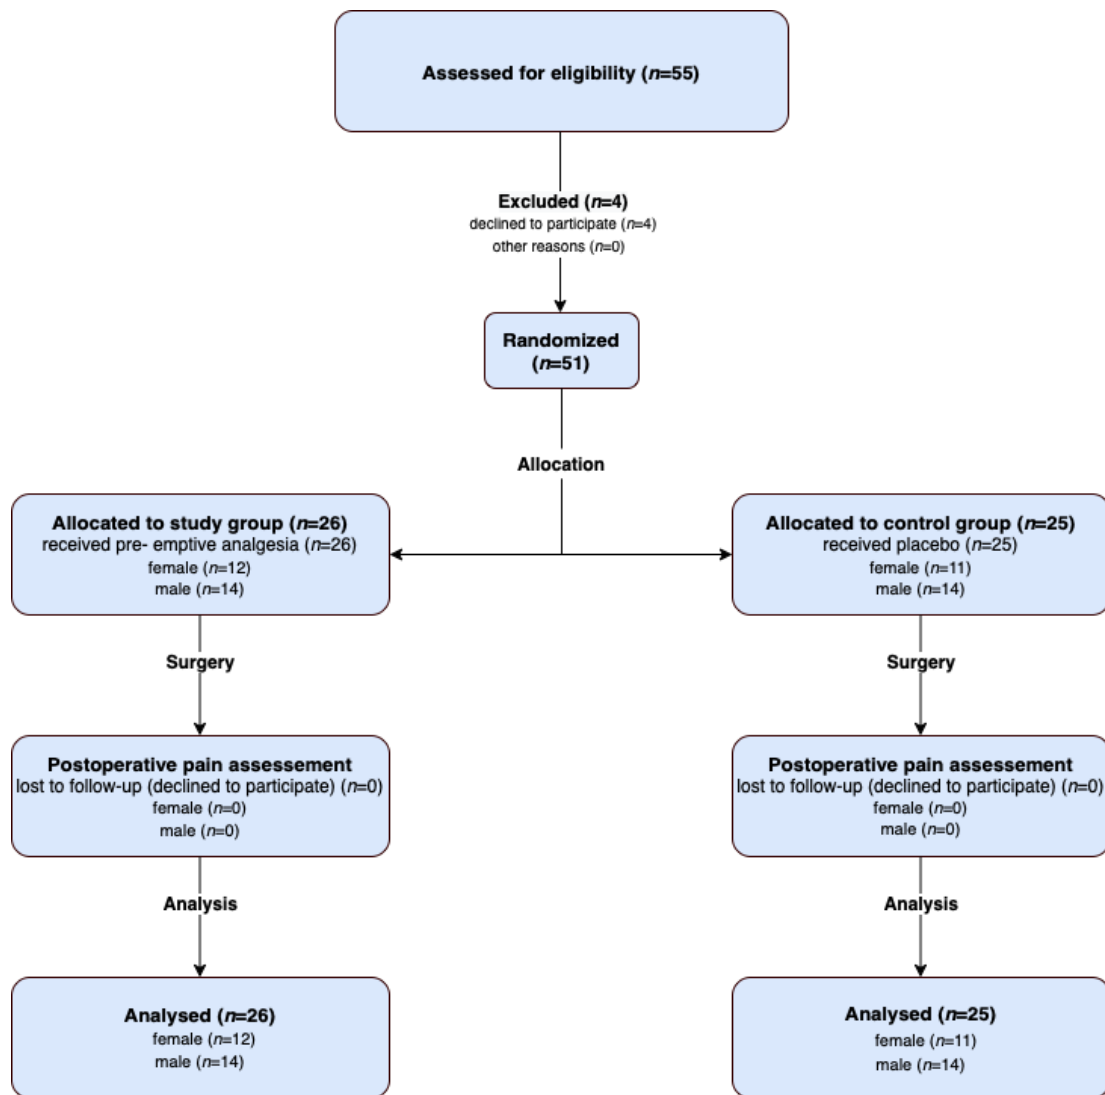 Assessed for eligibility (n=55)
Excluded (n=4)
declined to participate (n=4)
other reasons (n=0)
Randomized
(n=51)
Allocation
Allocated to study group (n=26)
received pre- emptive analgesia (n=26)
female (n=12)
male (n=14)
Allocated to control group (n=25)
received placebo (n=25)
female (n=11)
male (n=14)
Surgery
Surgery
Postoperative pain assessement
lost to follow-up (declined to participate) (n=0)
female (n=0)
male (n=0)
Postoperative pain assessement
lost to follow-up (declined to participate) (n=0)
female (n=0)
male (n=0)
Analysis
Analysis
Analysed (n=26)
female (n=12)
male (n=14)
Analysed (n=25)
female (n=11)
male (n=14)